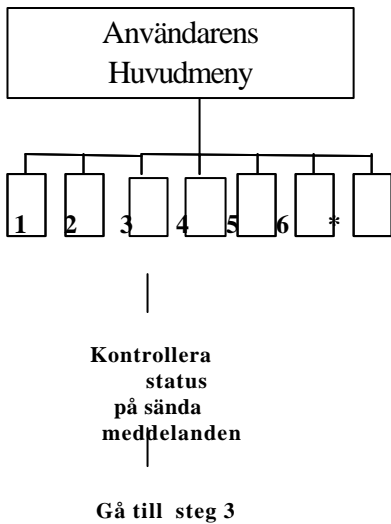 Användarens
Huvudmeny
1 2 3 4 5 6 *
Kontrollera
status
på sända
meddelanden
Gå till steg 3